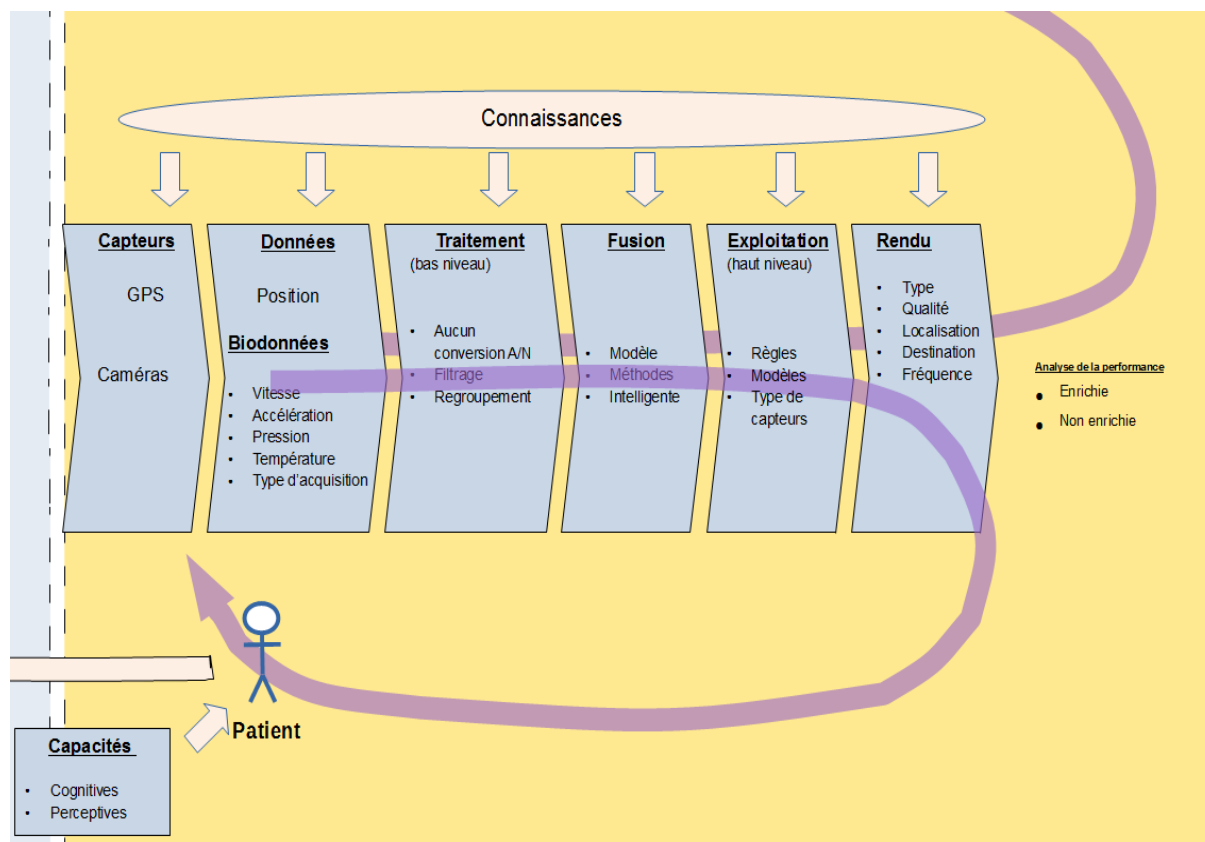 Connaissances
Capteurs
GPS
Caméras
Données
Position
Biodonnées
• Vitesse
• Accélération
• Pression
• Température
• Type d'acquisition
Traitement
(bas niveau)
• Aucun
conversion A/N
• Filtrage
• Regroupement
Fusion
• Modèle
• Méthodes
• Intelligente
Exploitation
(haut niveau)
• Règles
• Modèles
• Type de
capteurs
Rendu
• Type
• Qualité
• Localisation
• Destination
• Fréquence
Analyse de la performance
• Enrichie
• Non enrichie
Patient
Capacités
• Cognitives
• Perceptives